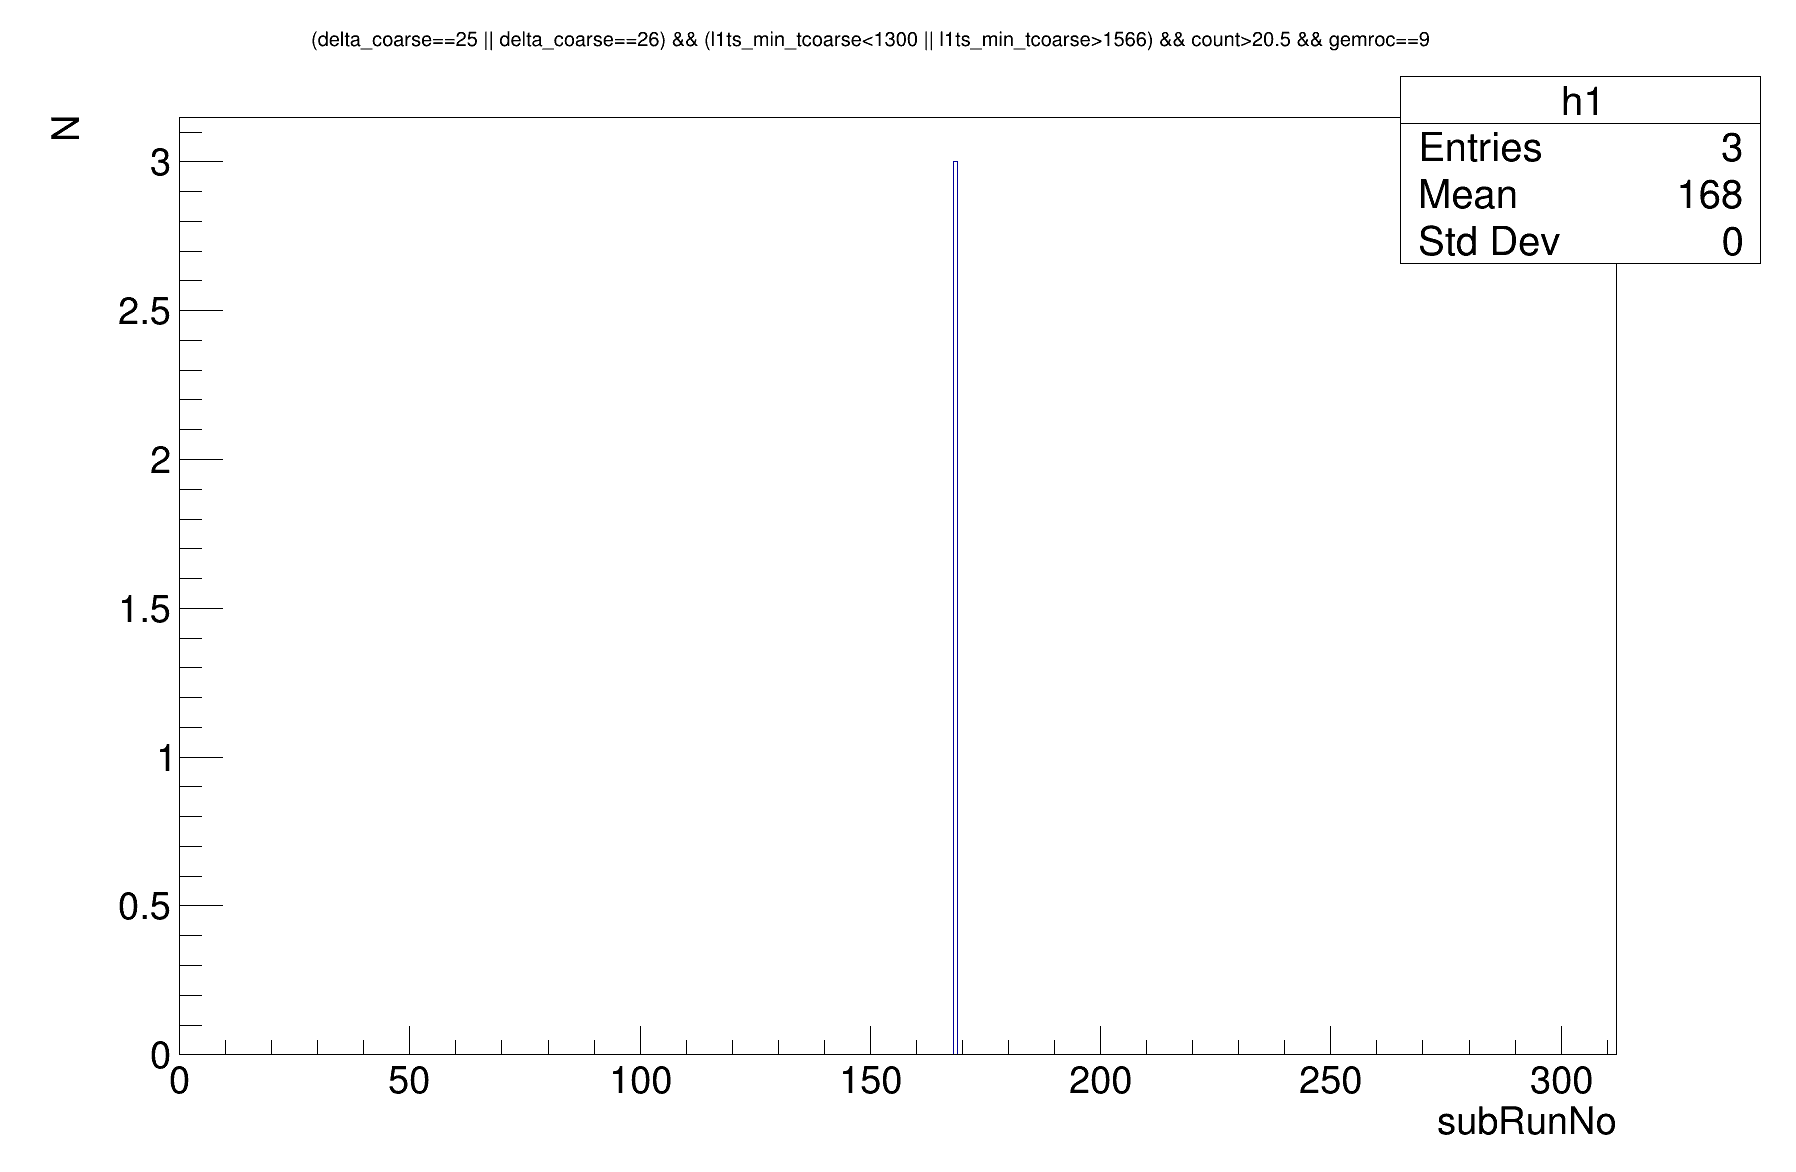 (delta_coarse==25 || delta_coarse==26) && (l1ts_min_tcoarse<1300 || l1ts_min_tcoarse>1566) && count>20.5 && gemroc==9
h1
Entries 3
Mean 168
Std Dev 0
N
3
2.5
2
1.5
1
0.5
0
0 50 100 150 200 250 300
subRunNo